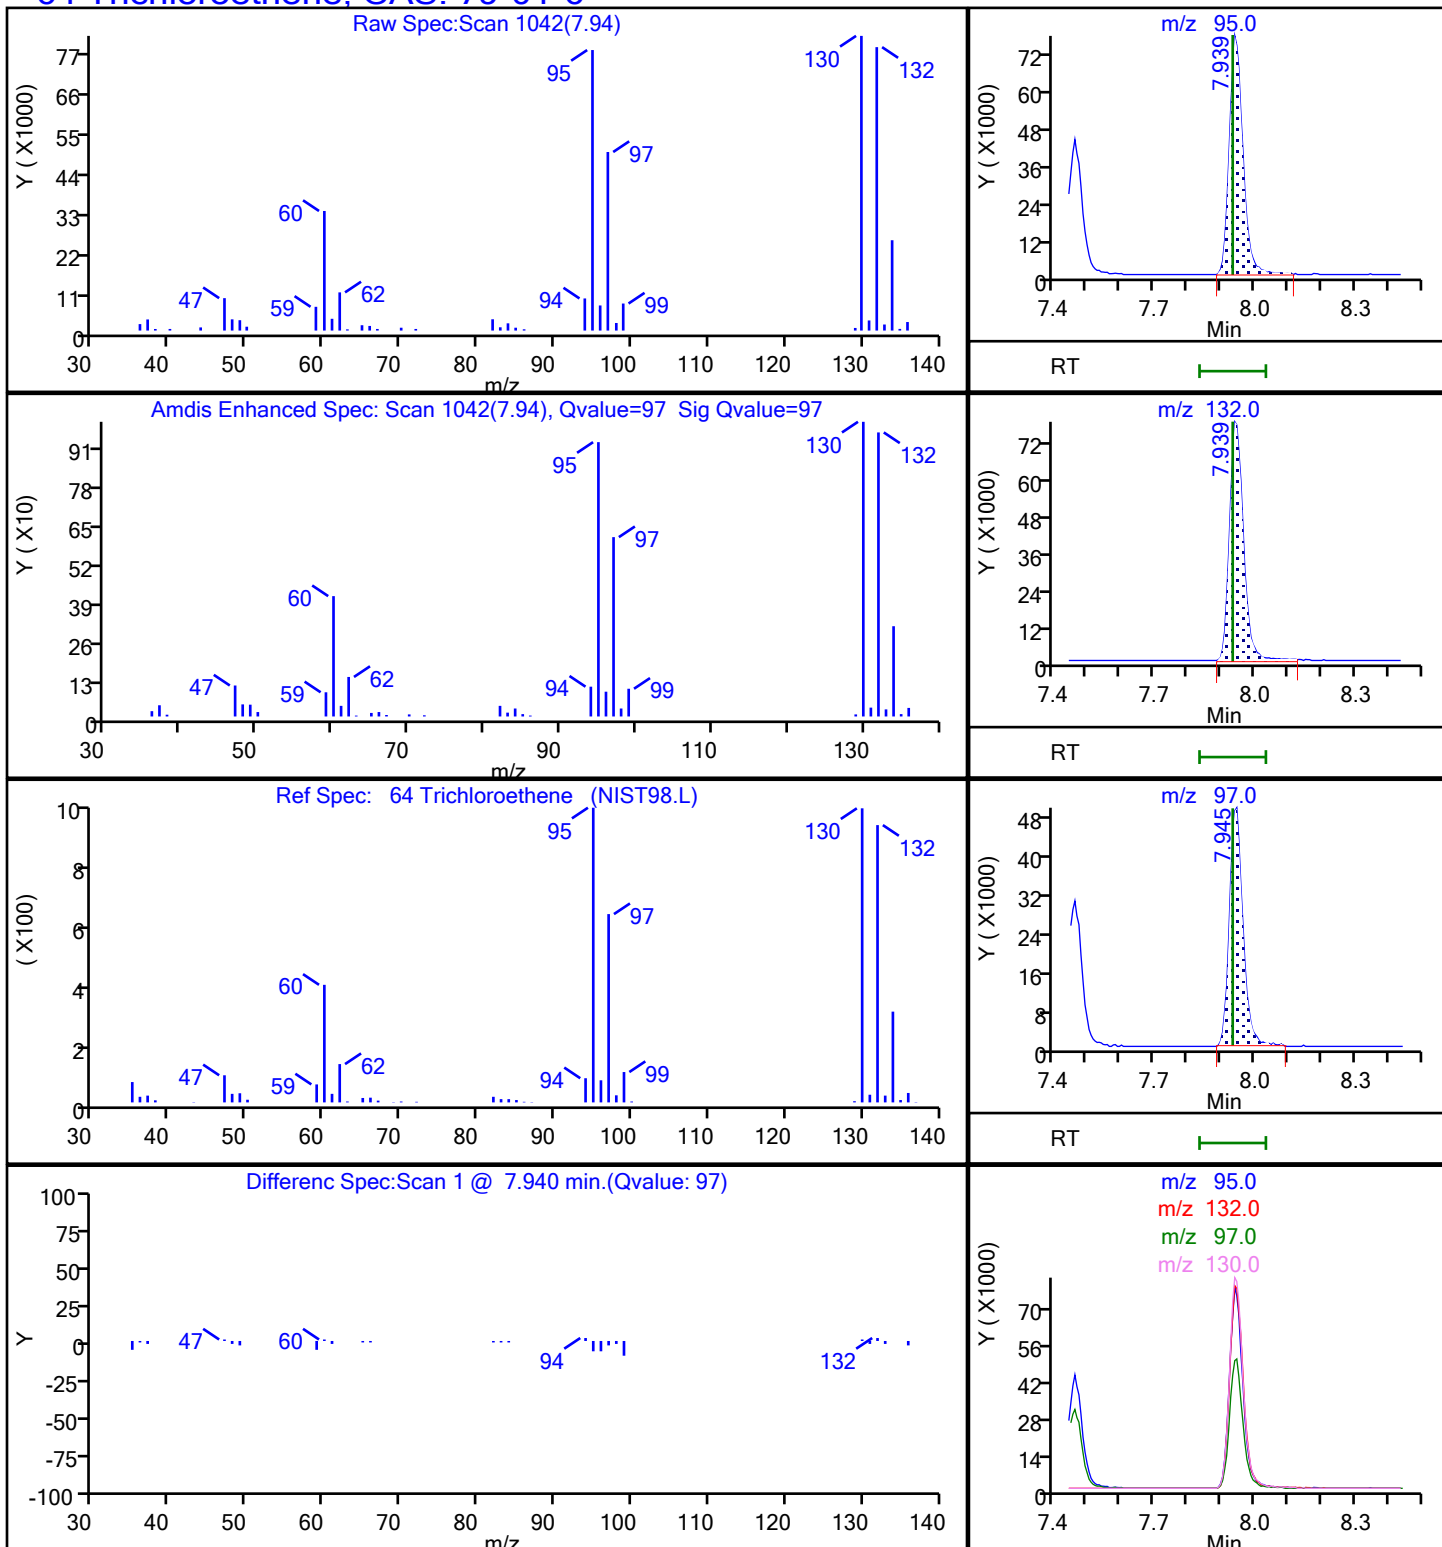 Raw Spec:Scan 1042(7.94)
Y ( X1000)
77
66
55
44
33
22
11
0
47
59
60
62
94
95
97
99
130
132
30 40 50 60 70 80 90 100 110 120 130 140
m/z
m/z 95.0
Y ( X1000)
72
60
48
36
24
12
0
7.939
7.4 7.7 8.0 8.3
Min
RT
Amdis Enhanced Spec: Scan 1042(7.94), Qvalue=97 Sig Qvalue=97
Y ( X10)
91
78
65
52
39
26
13
0
47
59
60
62
94
95
97
99
130
132
30 50 70 90 110 130
m/z
m/z 132.0
Y ( X1000)
72
60
48
36
24
12
0
7.939
7.4 7.7 8.0 8.3
Min
RT
Ref Spec: 64 Trichloroethene (NIST98.L)
( X100)
10
8
6
4
2
0
47
59
60
62
94
95
97
99
130
132
30 40 50 60 70 80 90 100 110 120 130 140
m/z
m/z 97.0
Y ( X1000)
48
40
32
24
16
8
0
7.945
7.4 7.7 8.0 8.3
Min
RT
Differenc Spec:Scan 1 @ 7.940 min.(Qvalue: 97)
Y
100
75
50
25
0
-25
-50
-75
-100
47
60
94
132
30 40 50 60 70 80 90 100 110 120 130 140
m/z
m/z 95.0
m/z 132.0
m/z 97.0
m/z 130.0
Y ( X1000)
70
56
42
28
14
0
7.4 7.7 8.0 8.3
Min